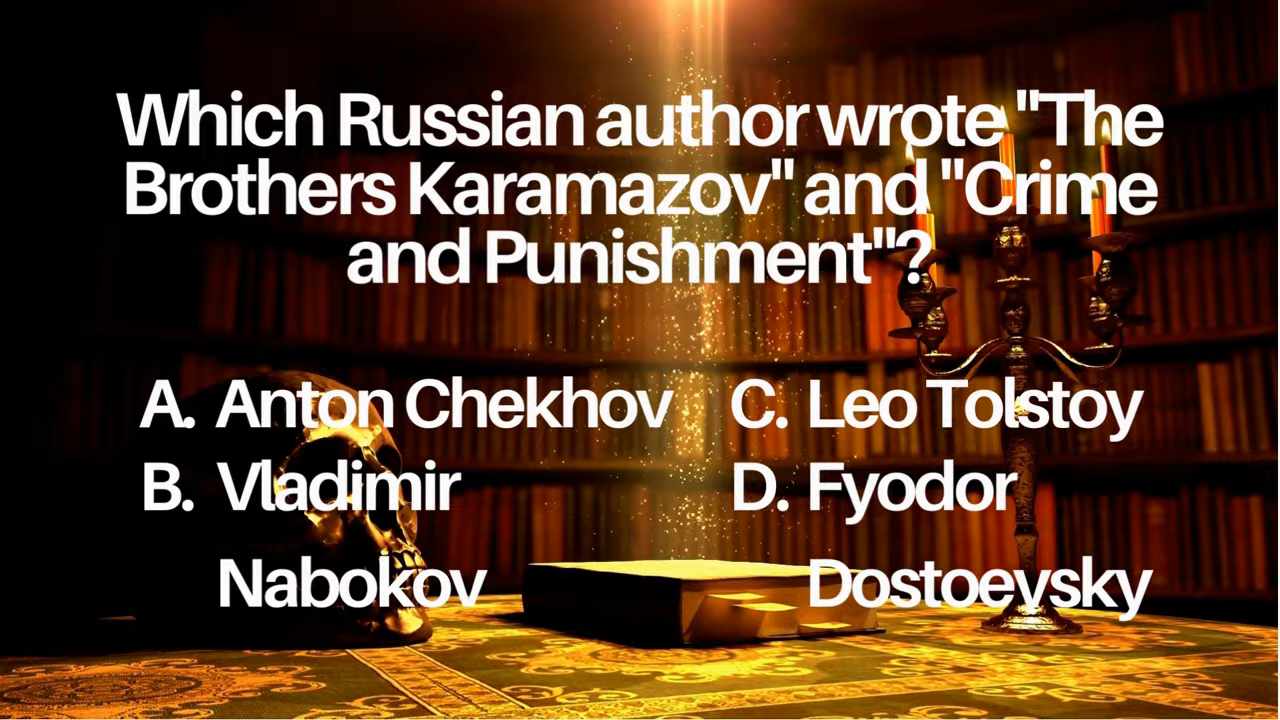 Which Russian author wrote "The
Brothers Karamazov" and "Crime
and Punishment"?
A. Anton Chekhov
B. Vladimir
Nabokov
C. Leo Tolstoy
D. Fyodor
Dostoevsky